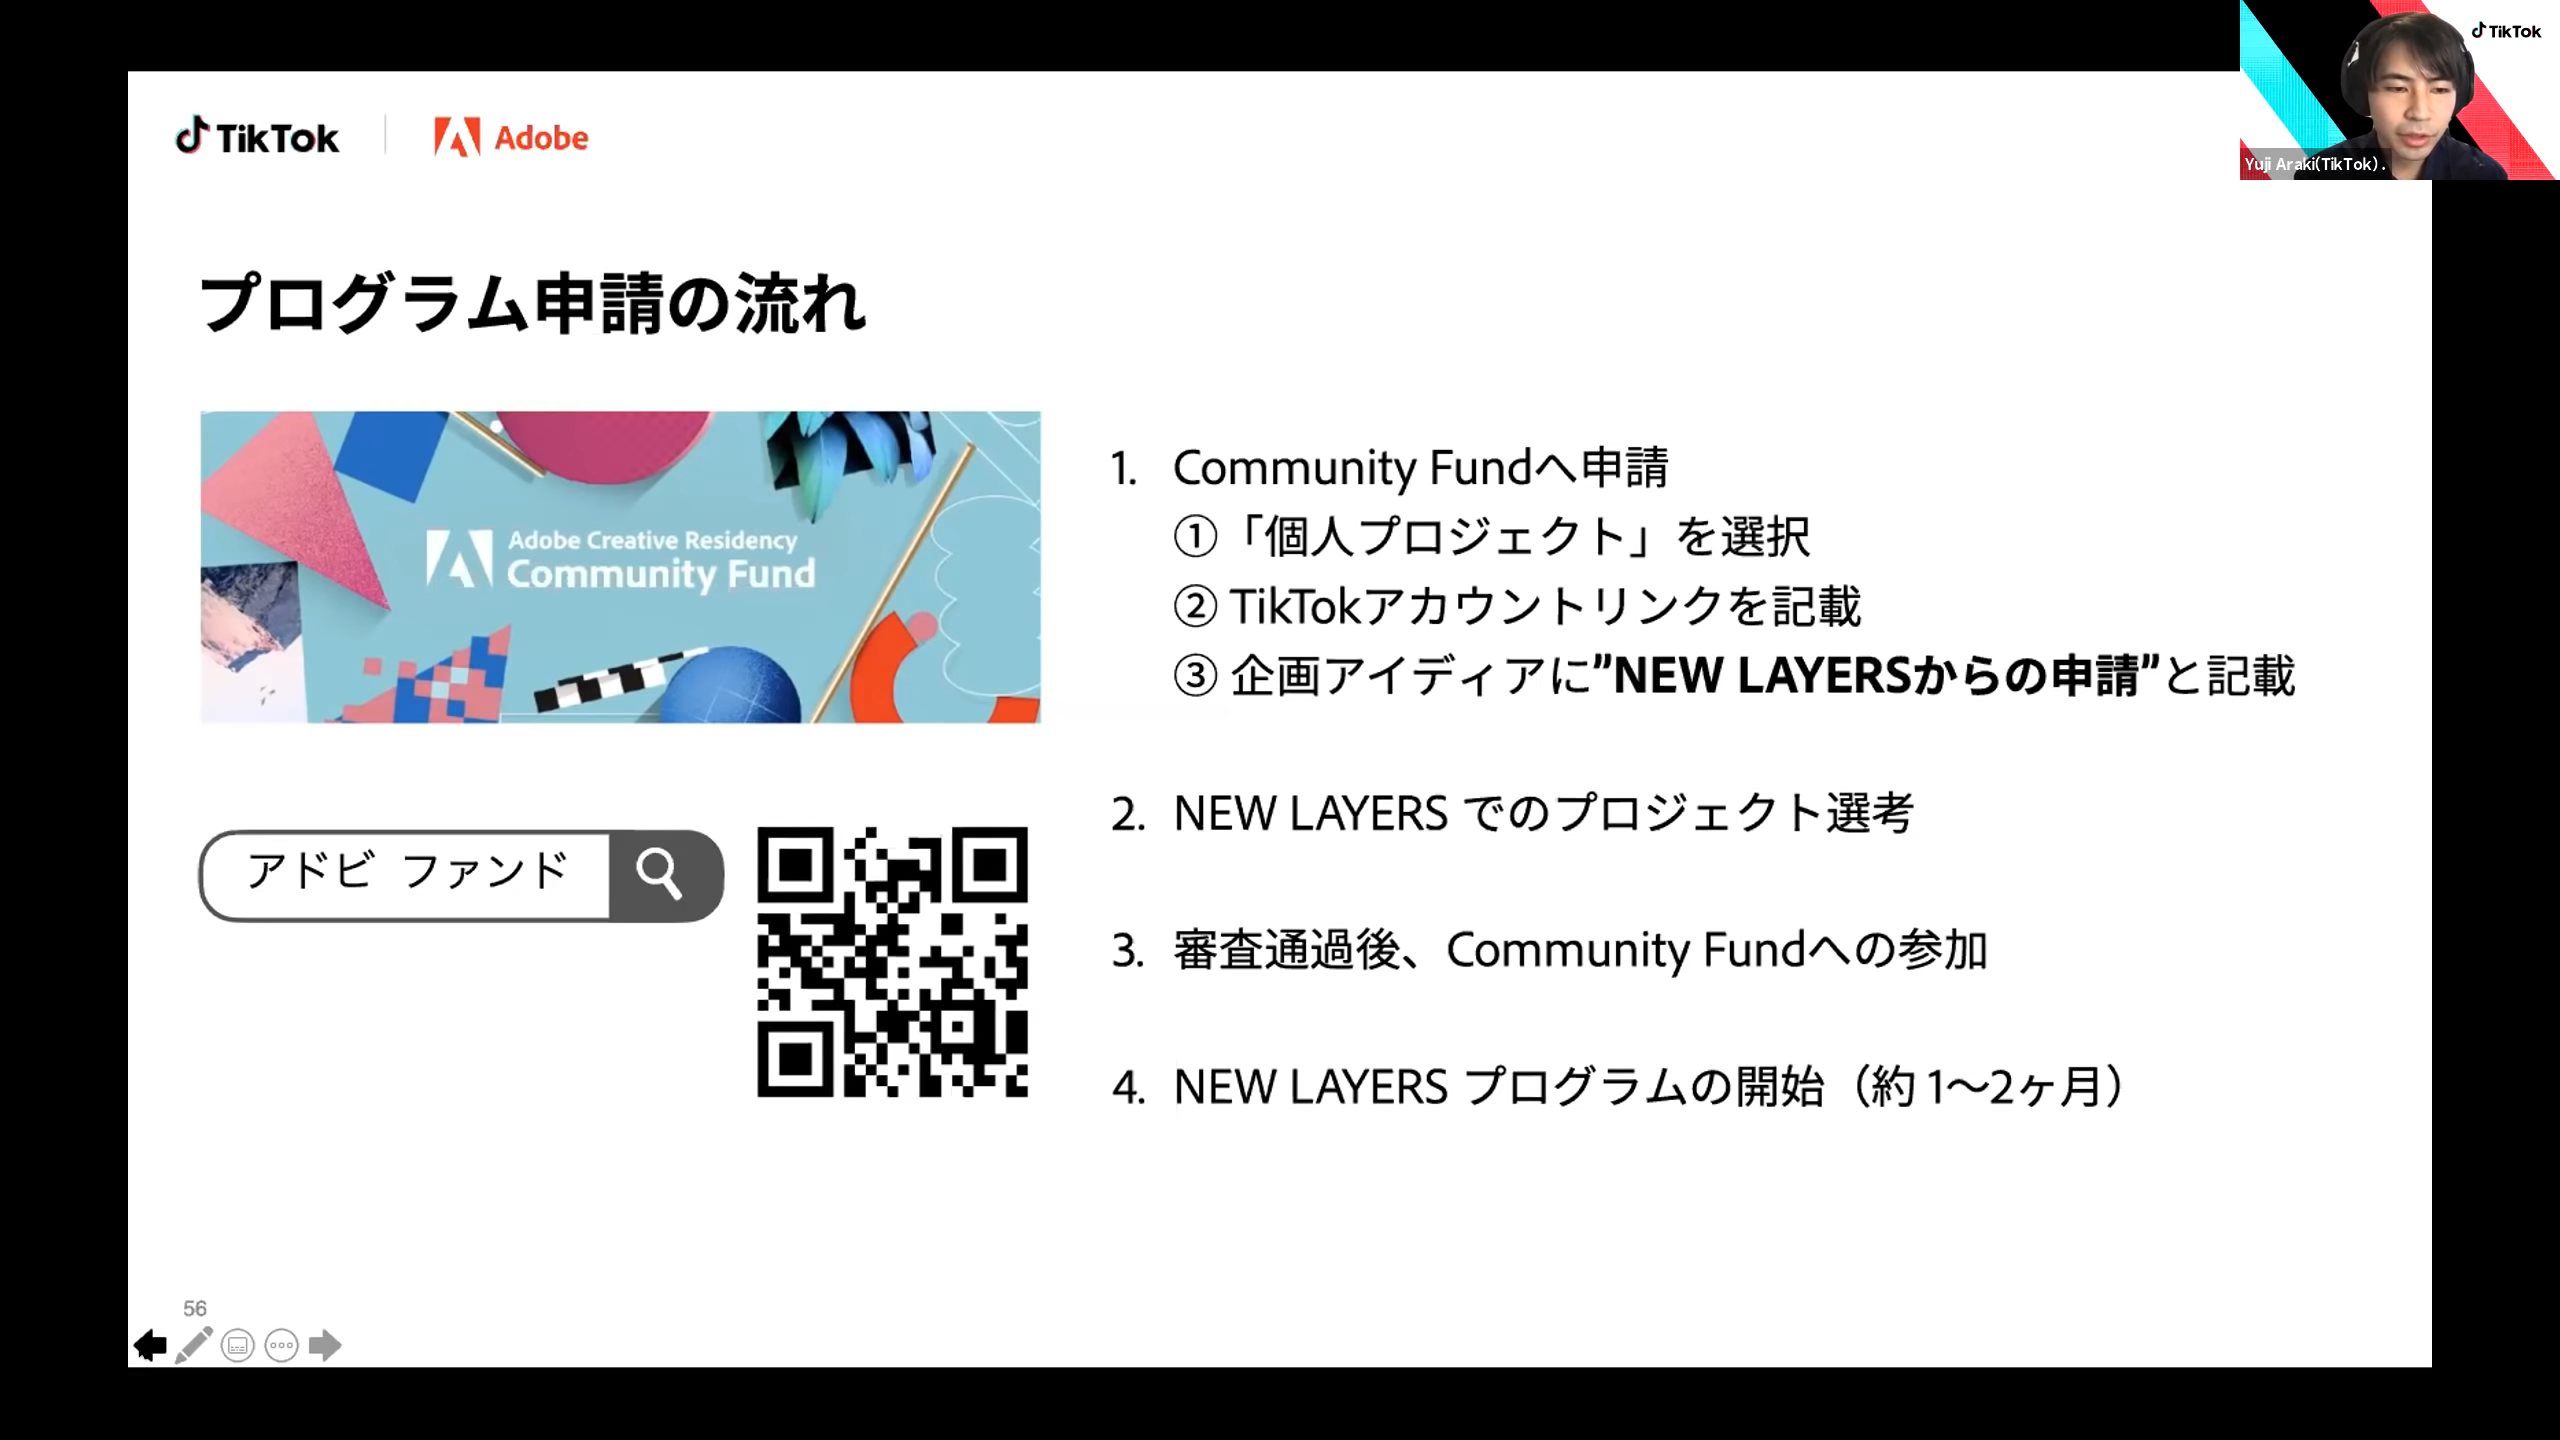 TikTok
Yuji Araki(TikTok).
TikTok
Adobe
プログラム申請の流れ
Adobe Creative Residency
Community Fund
アドビ ファンド
1. Community Fundへ申請
①「個人プロジェクト」を選択
② TikTokアカウントリンクを記載
③ 企画アイディアに”NEW LAYERSからの申請”と記載
2. NEW LAYERS でのプロジェクト選考
3. 審査通過後、Community Fundへの参加
4. NEW LAYERS プログラムの開始（約 1〜2ヶ月）
56